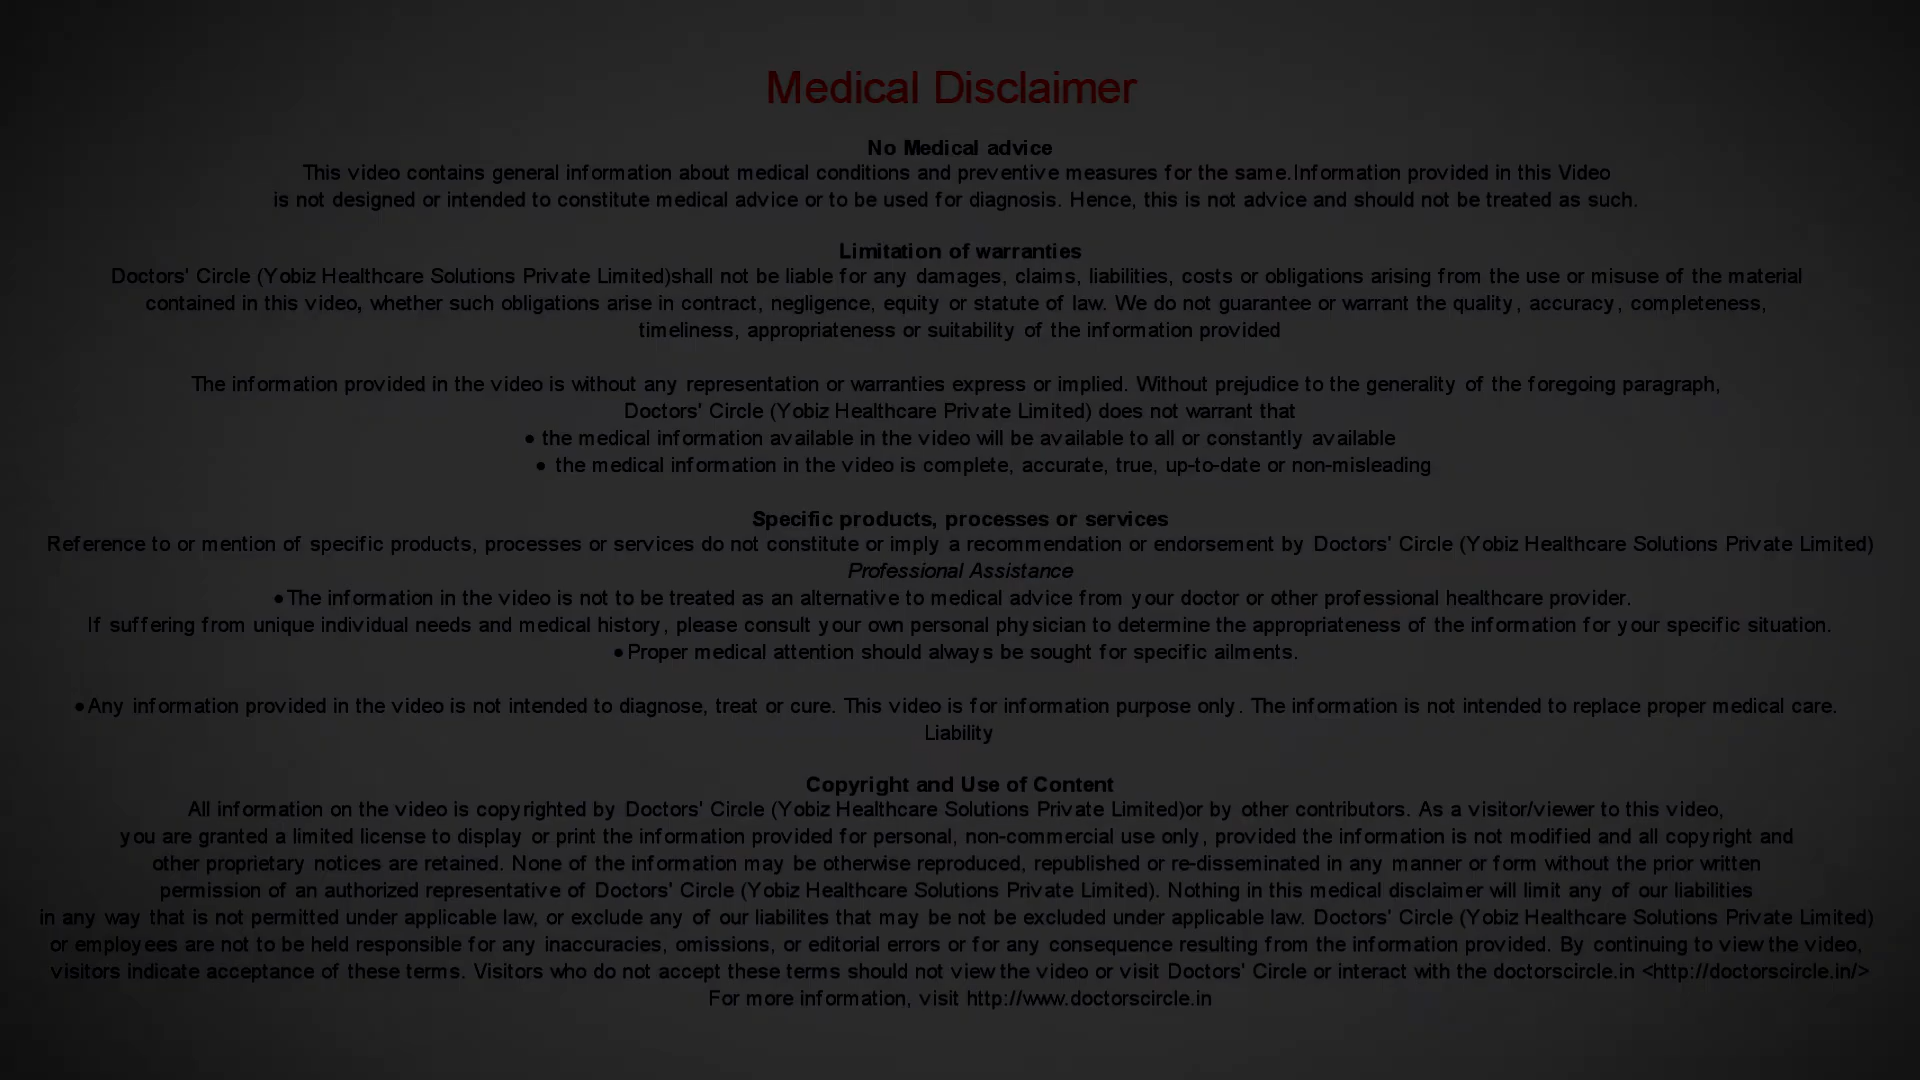 Medical Disclaimer
No Medical advice
This video contains general information about medical conditions and preventive measures for the same.Information provided in this Video
is not designed or intended to constitute medical advice or to be used for diagnosis. Hence, this is not advice and should not be treated as such.
Limitation of warranties
Doctors' Circle (Yobiz Healthcare Solutions Private Limited)shall not be liable for any damages, claims, liabilities, costs or obligations arising from the use or misuse of the material
contained in this video, whether such obligations arise in contract, negligence, equity or statute of law. We do not guarantee or warrant the quality, accuracy, completeness,
timeliness, appropriateness or suitability of the information provided
The information provided in the video is without any representation or warranties express or implied. Without prejudice to the generality of the foregoing paragraph,
Doctors' Circle (Yobiz Healthcare Private Limited) does not warrant that
● the medical information available in the video will be available to all or constantly available
● the medical information in the video is complete, accurate, true, up-to-date or non-misleading
Specific products, processes or services
Reference to or mention of specific products, processes or services do not constitute or imply a recommendation or endorsement by Doctors' Circle (Yobiz Healthcare Solutions Private Limited)
Professional Assistance
●The information in the video is not to be treated as an alternative to medical advice from your doctor or other professional healthcare provider.
If suffering from unique individual needs and medical history, please consult your own personal physician to determine the appropriateness of the information for your specific situation.
●Proper medical attention should always be sought for specific ailments.
●Any information provided in the video is not intended to diagnose, treat or cure. This video is for information purpose only. The information is not intended to replace proper medical care.
Liability
Copyright and Use of Content
All information on the video is copyrighted by Doctors' Circle (Yobiz Healthcare Solutions Private Limited)or by other contributors. As a visitor/viewer to this video,
you are granted a limited license to display or print the information provided for personal, non-commercial use only, provided the information is not modified and all copyright and
other proprietary notices are retained. None of the information may be otherwise reproduced, republished or re-disseminated in any manner or form without the prior written
permission of an authorized representative of Doctors' Circle (Yobiz Healthcare Solutions Private Limited). Nothing in this medical disclaimer will limit any of our liabilities
in any way that is not permitted under applicable law, or exclude any of our liabilites that may be not be excluded under applicable law. Doctors' Circle (Yobiz Healthcare Solutions Private Limited)
or employees are not to be held responsible for any inaccuracies, omissions, or editorial errors or for any consequence resulting from the information provided. By continuing to view the video,
visitors indicate acceptance of these terms. Visitors who do not accept these terms should not view the video or visit Doctors' Circle or interact with the doctorscircle.in <http://doctorscircle.in/>
For more information, visit http://www.doctorscircle.in